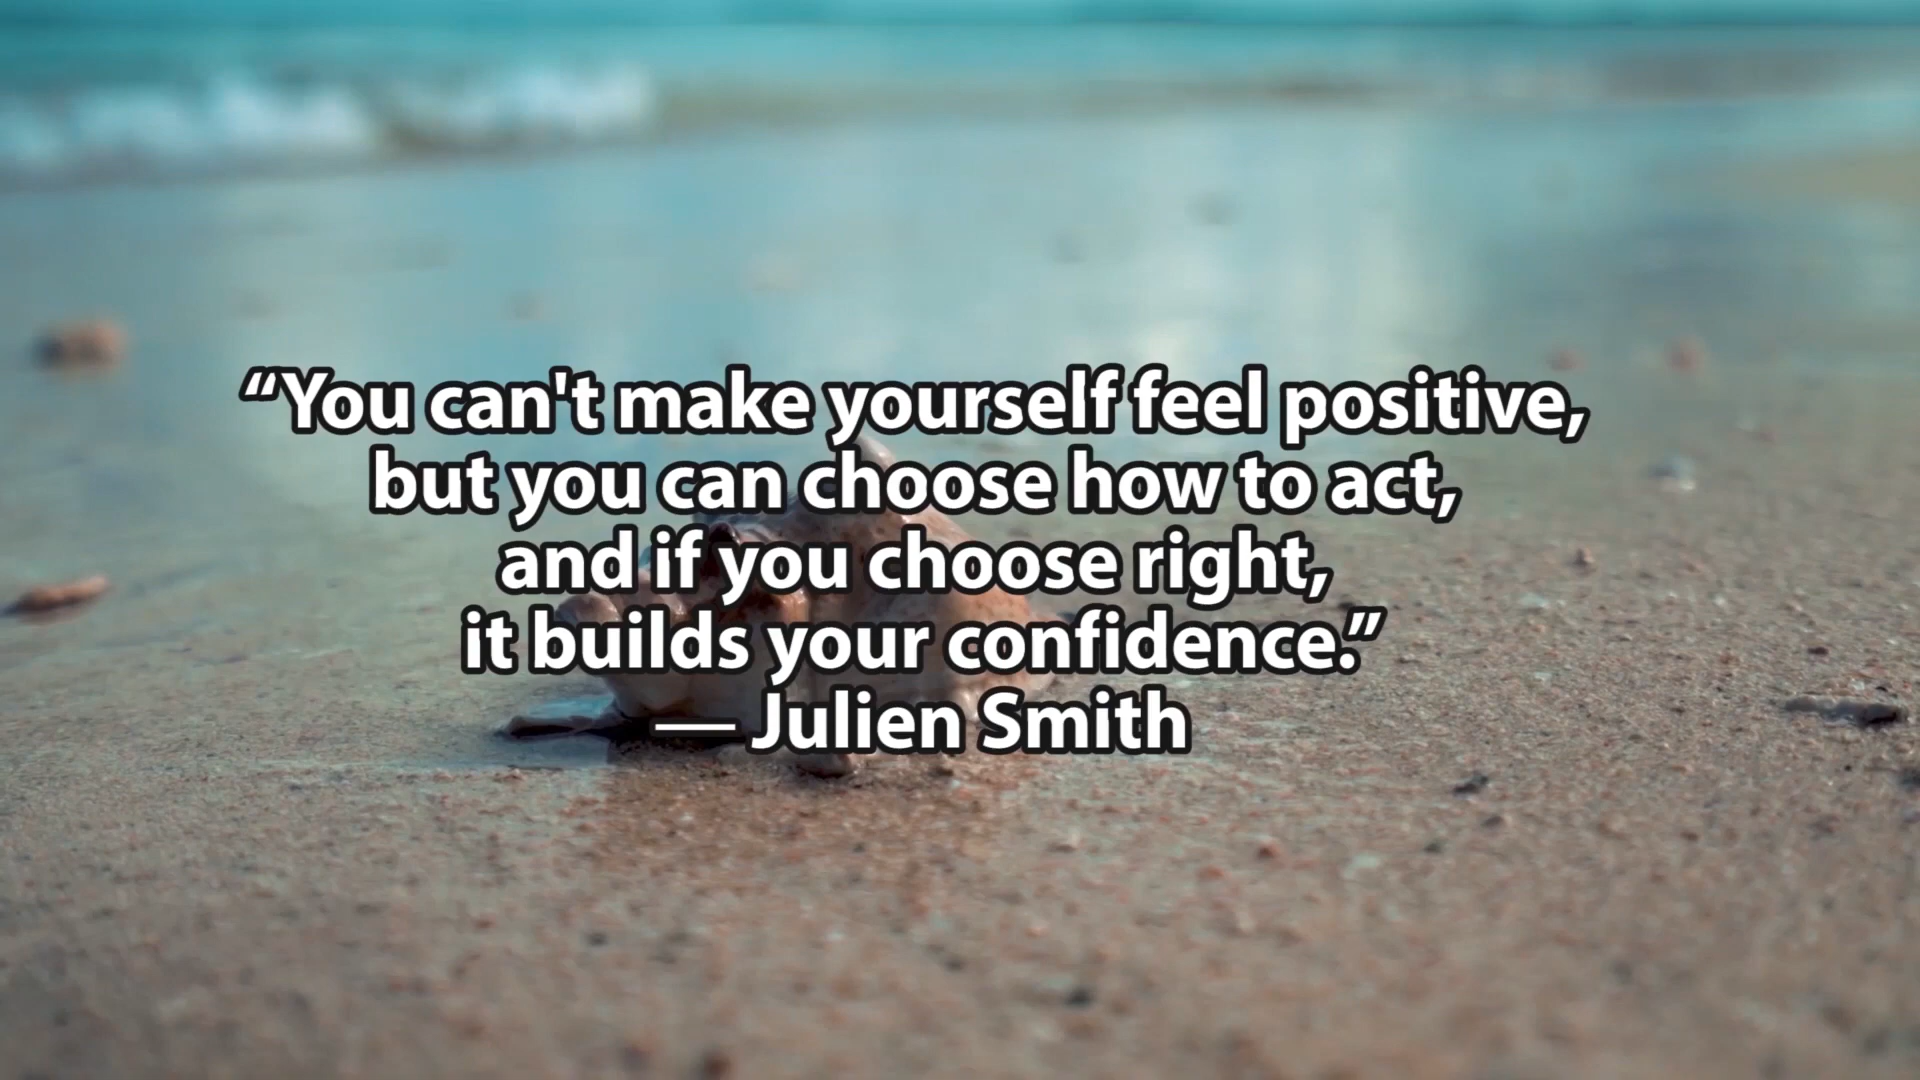 “You can't make yourself feel positive,
but you can choose how to act,
and if you choose right,
it builds your confidence.”
— Julien Smith